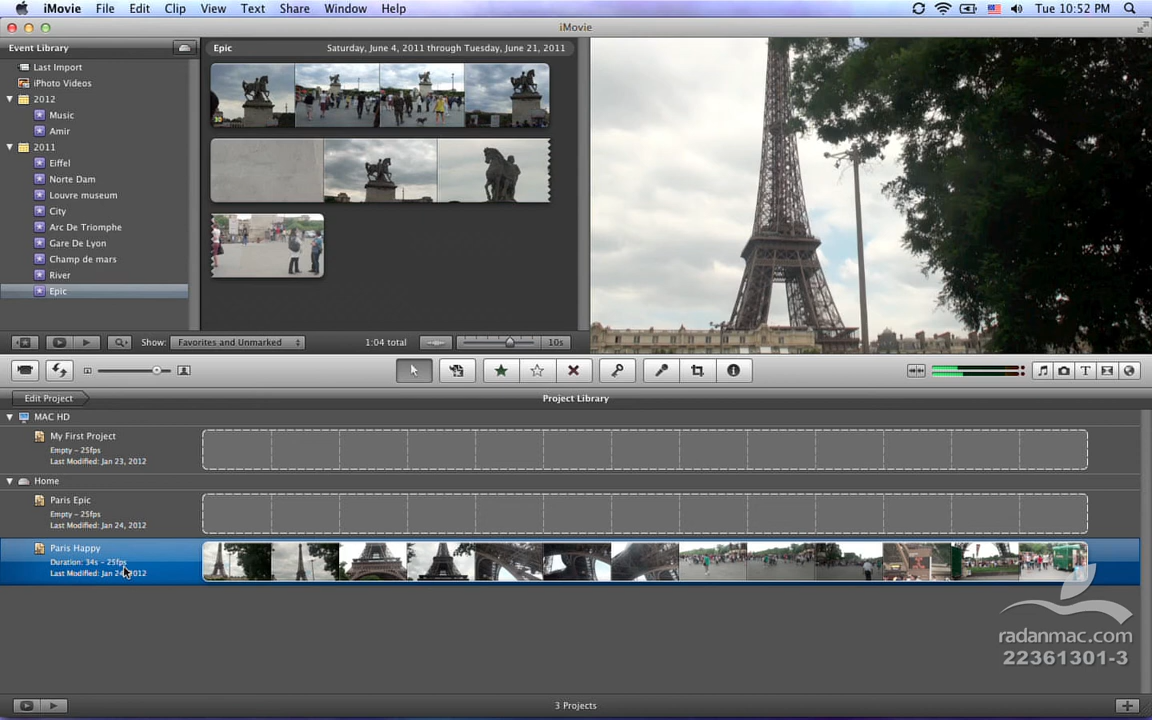 iMovie File Edit Clip View Text Share Window Help Tue 10:52 PM
iMovie
Event Library
Epic Saturday, June 4, 2011 through Tuesday, June 21, 2011
Last Import
iPhoto Videos
2012
Music
Amir
2011
Eiffel
Norte Dam
Louvre museum
City
Arc De Triomphe
Gare De Lyon
Champ de mars
River
Epic
Show: Favorites and Unmarked 1:04 total 10s
Edit Project Project Library
MAC HD
My First Project
Empty - 25fps
Last Modified: Jan 23, 2012
Home
Paris Epic
Empty - 25fps
Last Modified: Jan 24, 2012
Paris Happy
Duration: 34s - 25fps
Last Modified: Jan 24, 2012
radanmac.com
22361301-3
3 Projects